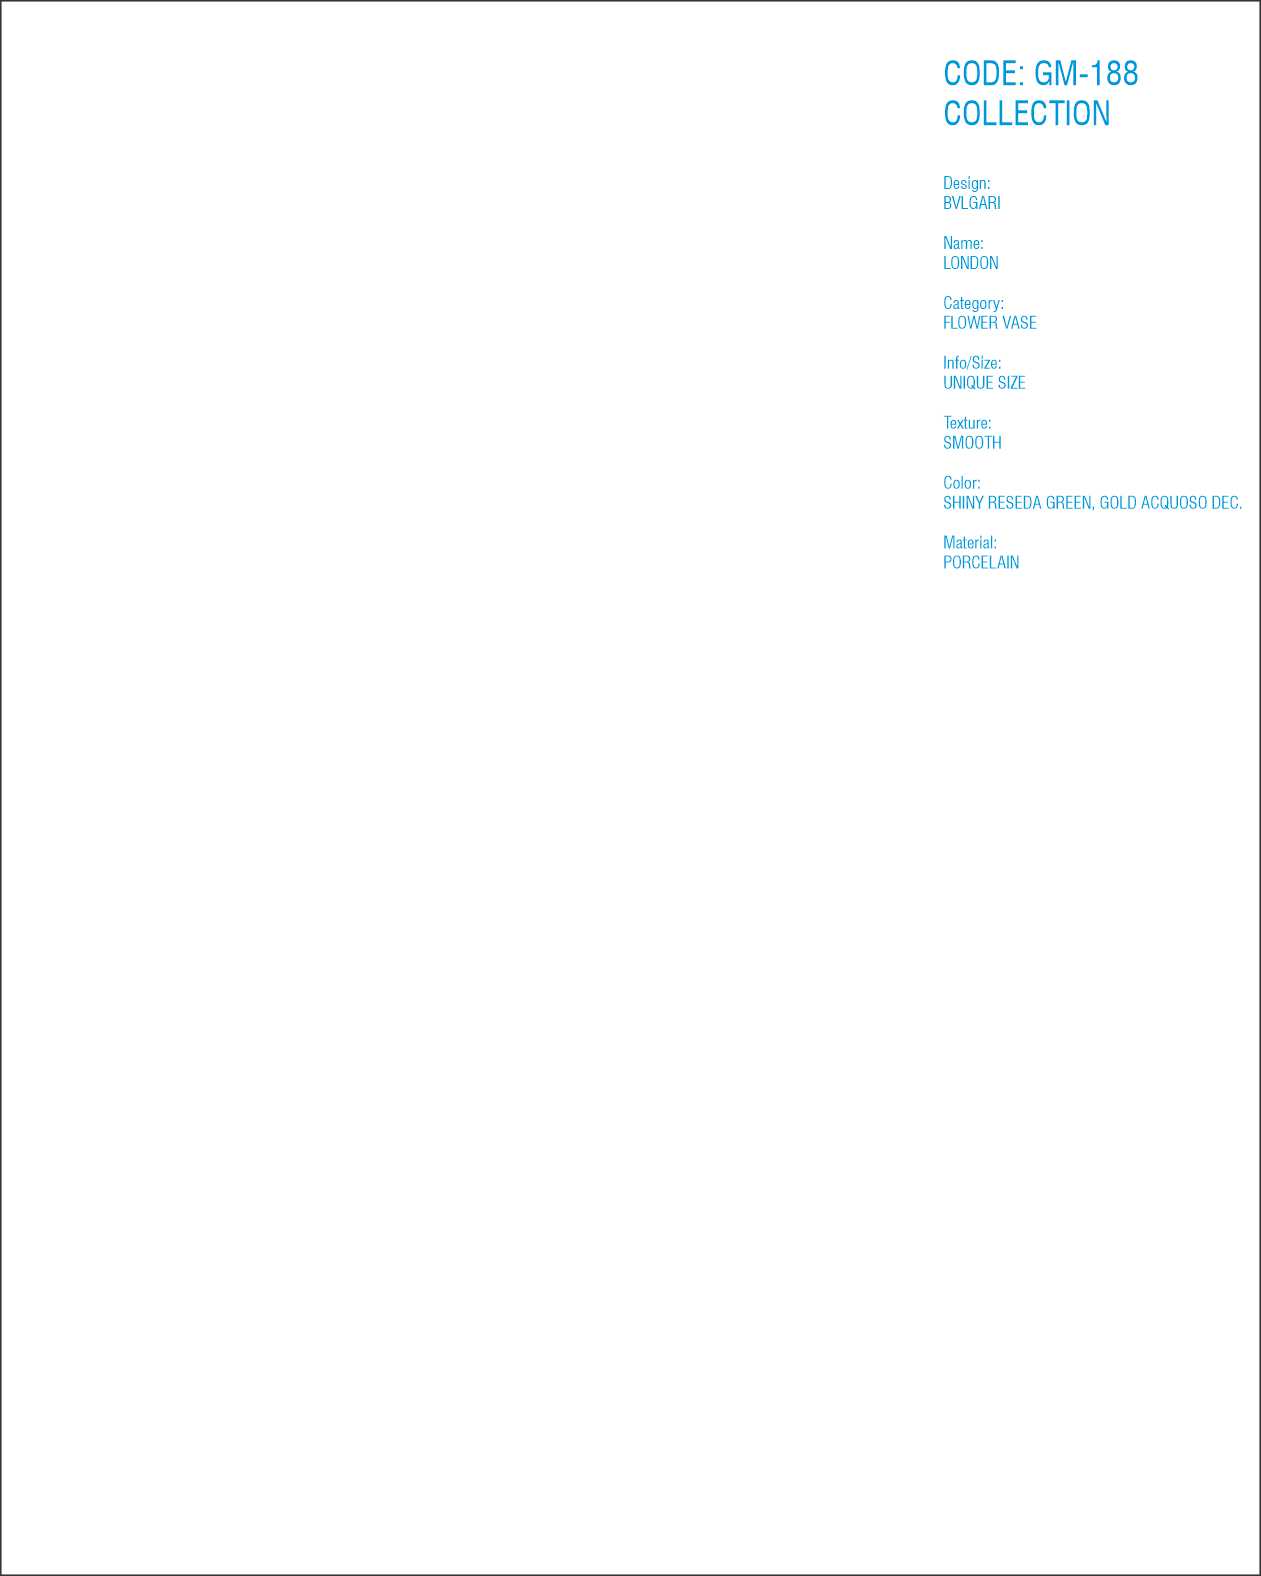 CODE: GM-188
COLLECTION
Design:
BVLGARI
Name:
LONDON
Category:
FLOWER VASE
Info/Size:
UNIQUE SIZE
Texture:
SMOOTH
Color:
SHINY RESEDA GREEN, GOLD ACQUOSO DEC.
Material:
PORCELAIN